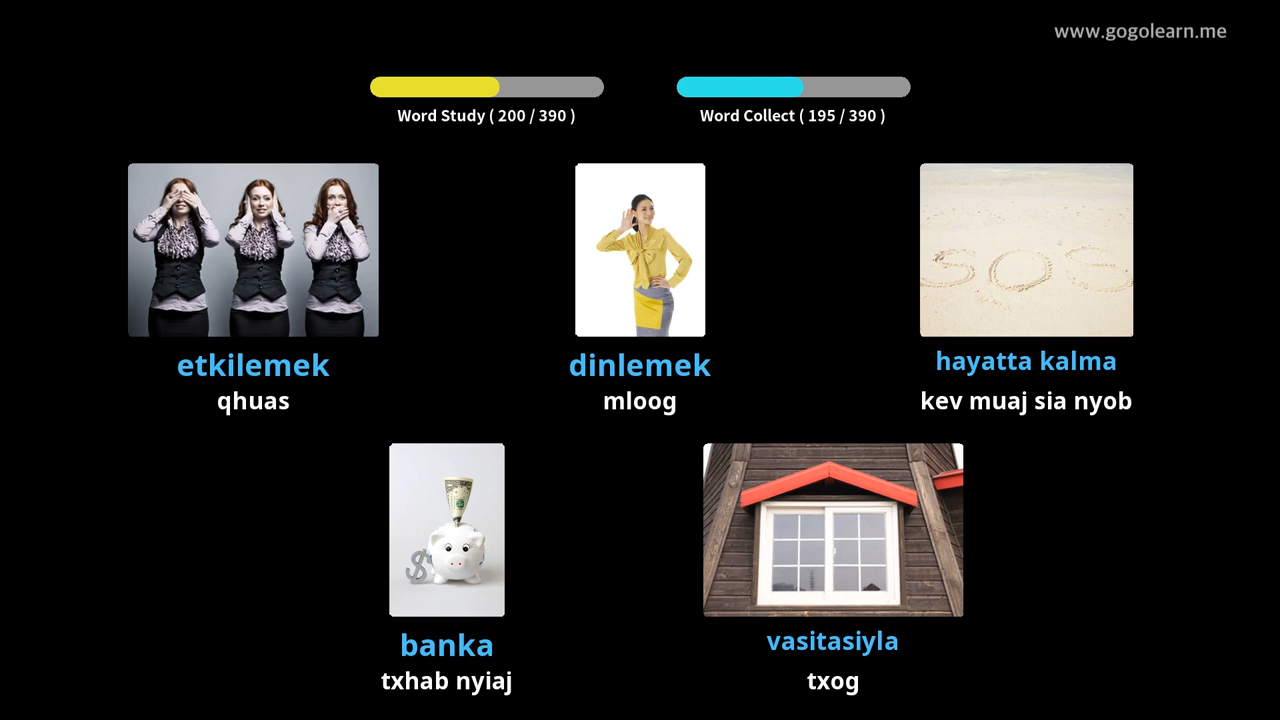 www.gogolearn.me
Word Study ( 200 / 390 )
Word Collect ( 195 / 390 )
SOS
etkilemek
qhuas
dinlemek
mloog
hayatta kalma
kev muaj sia nyob
$
banka
txhab nyiaj
vasitasiyla
txog